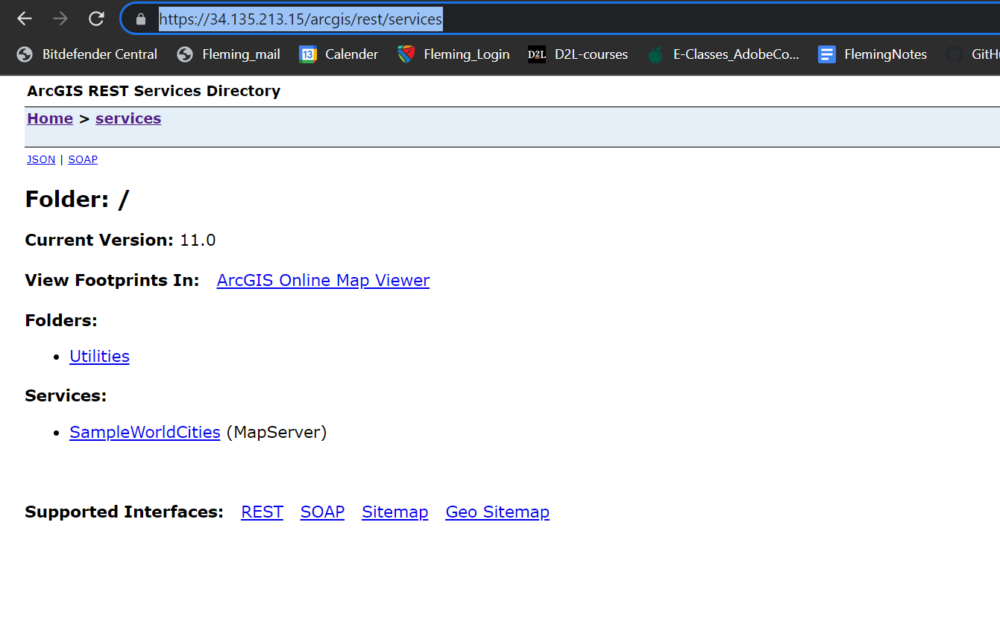 https://34.135.213.15/arcgis/rest/services
Bitdefender Central Fleming_mail 13 Calender Fleming_Login D2L D2L-courses E-Classes_AdobeCo... FlemingNotes GitH
ArcGIS REST Services Directory
Home > services
JSON | SOAP
Folder: /
Current Version: 11.0
View Footprints In: ArcGIS Online Map Viewer
Folders:
• Utilities
Services:
• SampleWorldCities (MapServer)
Supported Interfaces: REST SOAP Sitemap Geo Sitemap